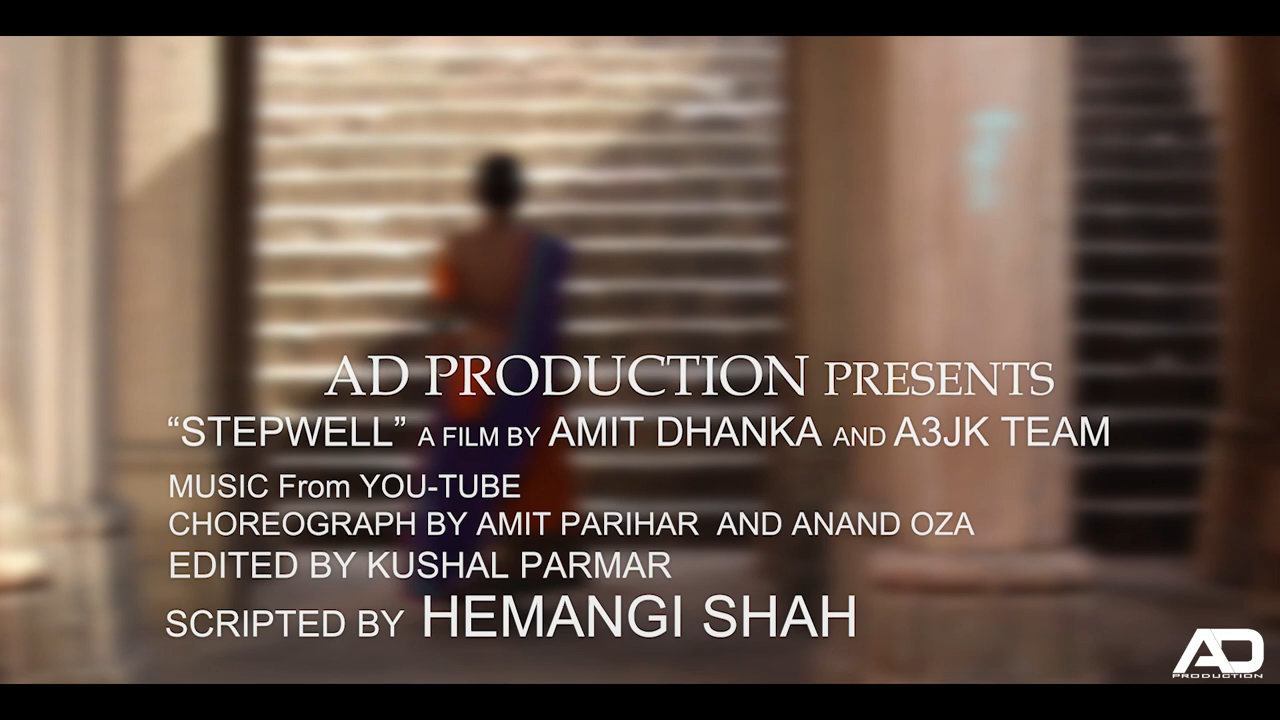 AD PRODUCTION PRESENTS
“STEPWELL” A FILM BY AMIT DHANKA AND A3JK TEAM
MUSIC From YOU-TUBE
CHOREOGRAPH BY AMIT PARIHAR AND ANAND OZA
EDITED BY KUSHAL PARMAR
SCRIPTED BY HEMANGI SHAH
AD
PRODUCTION